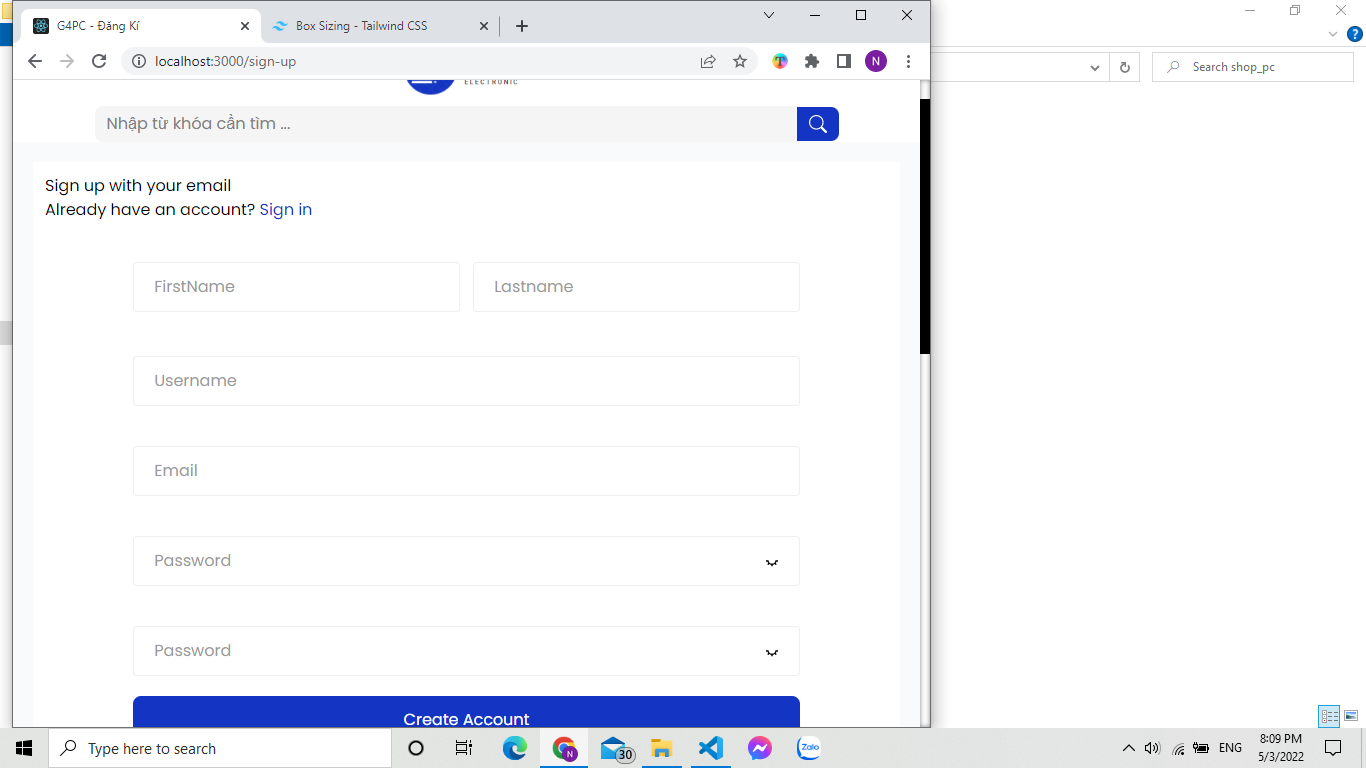 G4PC - Đăng Kí
Box Sizing - Tailwind CSS
localhost:3000/sign-up
N
Search shop_pc
ELECTRONIC
Nhập từ khóa cần tìm ...
Sign up with your email
Already have an account? Sign in
FirstName
Lastname
Username
Email
Password
Password
Create Account
Type here to search
N
30
Zalo
ENG
8:09 PM
5/3/2022